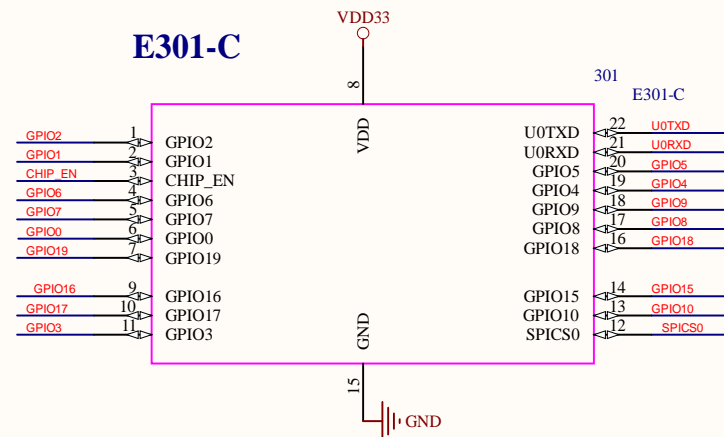 VDD33
E301-C
301
E301-C
8
VDD
GPIO2 1 GPIO2
GPIO1 2 GPIO1
CHIP_EN 3 CHIP_EN
GPIO6 4 GPIO6
GPIO7 5 GPIO7
GPIO0 6 GPIO0
GPIO19 7 GPIO19
GPIO16 9 GPIO16
GPIO17 10 GPIO17
GPIO3 11 GPIO3
U0TXD 22 U0TXD
U0RXD 21 U0RXD
GPIO5 20 GPIO5
GPIO4 19 GPIO4
GPIO9 18 GPIO9
GPIO8 17 GPIO8
GPIO18 16 GPIO18
GPIO15 14 GPIO15
GPIO10 13 GPIO10
SPICS0 12 SPICS0
GND
15
GND